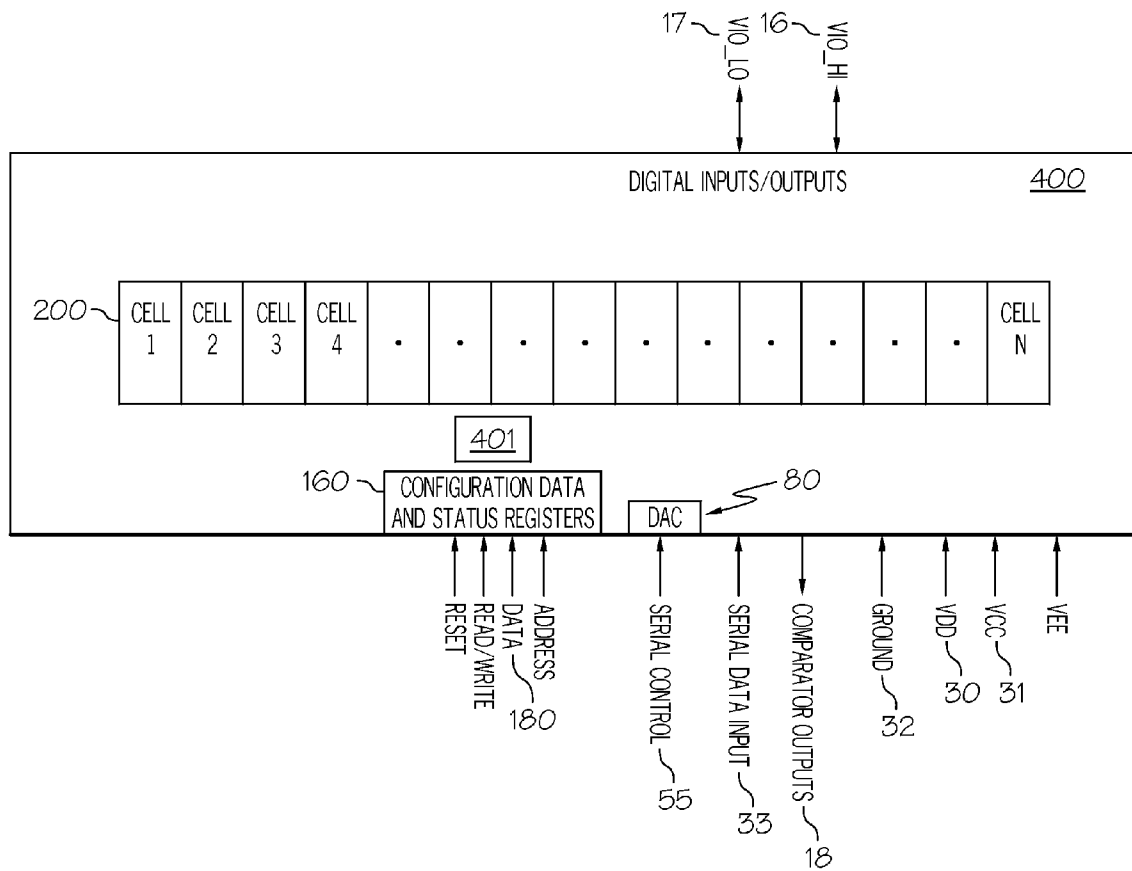 17
VIO_LO
16
VIO_HI
DIGITAL INPUTS/OUTPUTS
400
200
CELL
1
CELL
2
CELL
3
CELL
4
.
.
.
.
.
.
.
.
.
.
CELL
N
401
160
CONFIGURATION DATA
AND STATUS REGISTERS
DAC
80
RESET
READ/WRITE
DATA
180
ADDRESS
SERIAL CONTROL
55
SERIAL DATA INPUT
33
COMPARATOR OUTPUTS
18
GROUND
32
VDD
30
VCC
31
VEE